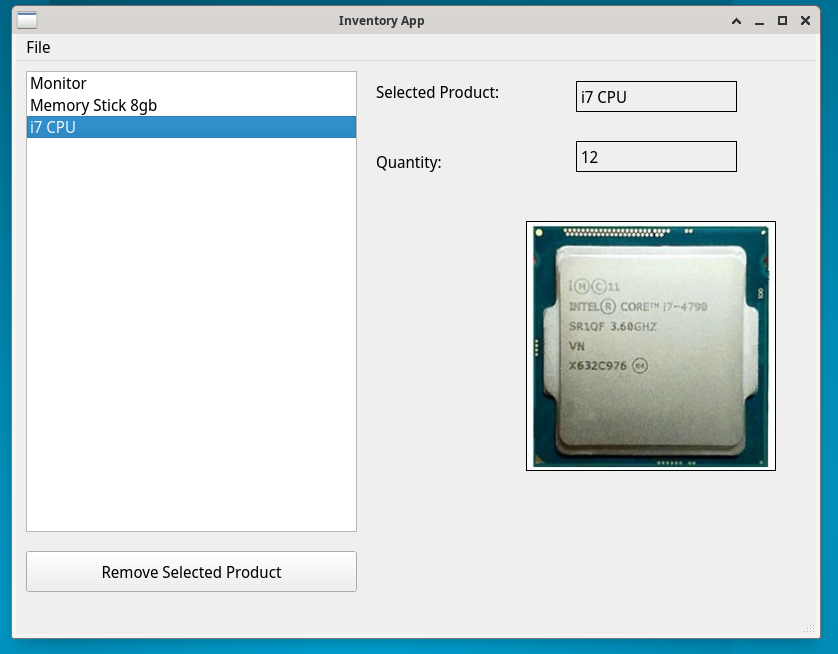 Inventory App
File
Monitor
Memory Stick 8gb
i7 CPU
Remove Selected Product
Selected Product:
i7 CPU
Quantity:
12
i Ⓜ Ⓒ 11
INTEL® CORE™ i7-4790
SR1QF 3.60GHZ
VN
X632C976 e4